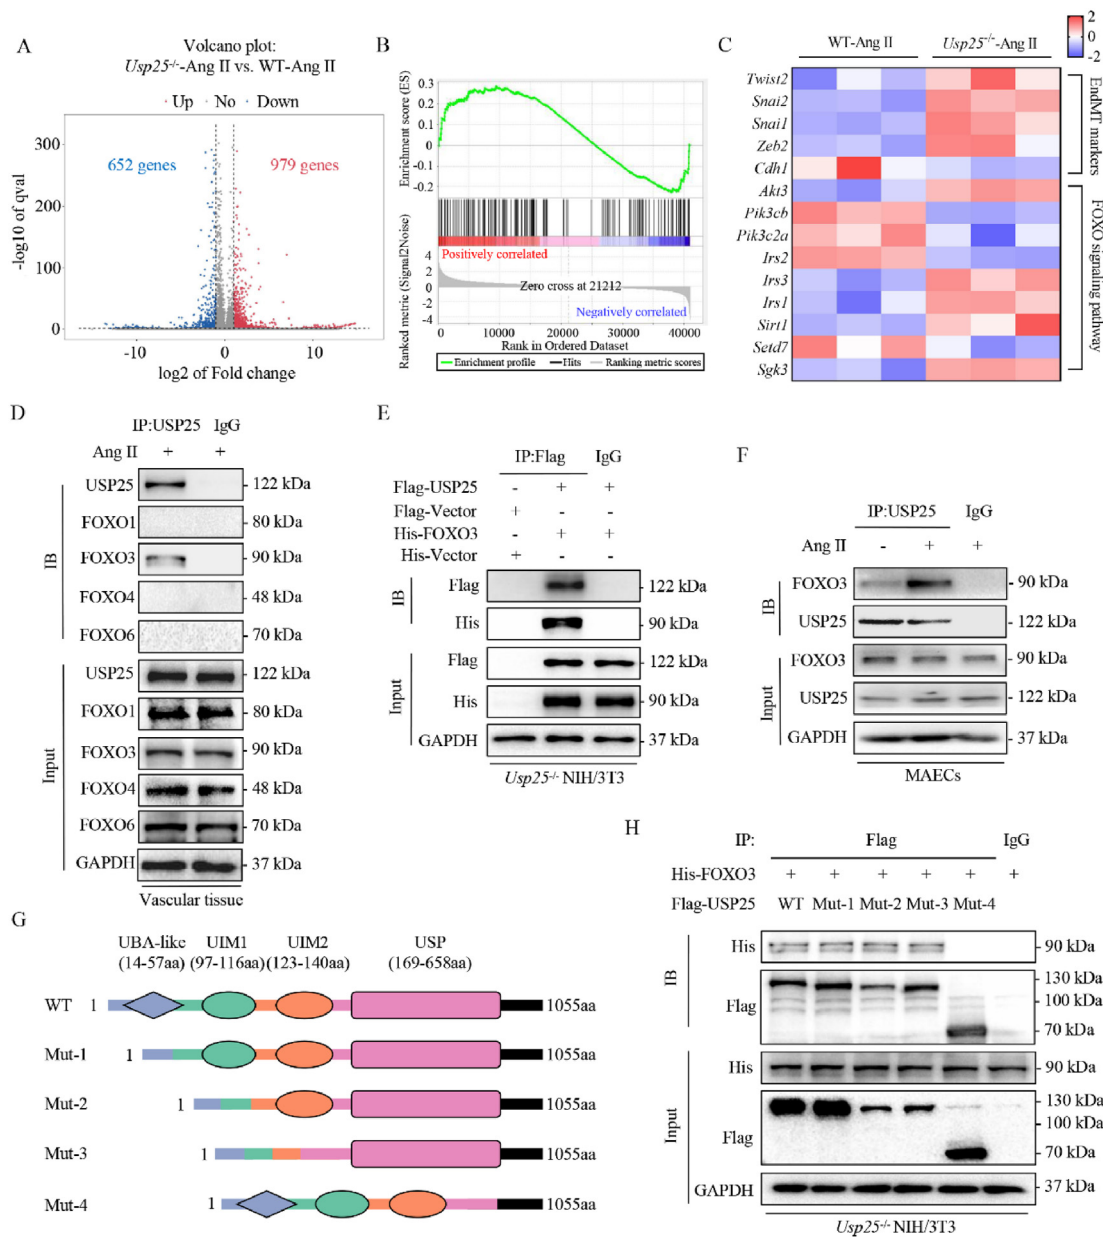 A
Volcano plot:
Usp25-/--Ang II vs. WT-Ang II
Up No Down
652 genes
979 genes
300
200
100
0
-log10 of qval
-10 0 10
log2 of Fold change
B
Enrichment score (ES)
0.3
0.2
0.1
0
-0.1
-0.2
Ranked metric (Signal2Noise)
4
2
0
-2
-4
Positively correlated
Zero cross at 21212
Negatively correlated
0 10000 20000 30000 40000
Rank in Ordered Dataset
Enrichment profile Hits Ranking metric scores
C
2
0
-2
WT-Ang II Usp25-/--Ang II
Twist2
Snai2
Snai1
Zeb2
Cdh1
Akt3
Pik3cb
Pik3c2a
Irs2
Irs3
Irs1
Sirt1
Setd7
Sgk3
EndMT markers
FOXO signaling pathway
D
IP:USP25 IgG
Ang II + +
IB
USP25 122 kDa
FOXO1 80 kDa
FOXO3 90 kDa
FOXO4 48 kDa
FOXO6 70 kDa
Input
USP25 122 kDa
FOXO1 80 kDa
FOXO3 90 kDa
FOXO4 48 kDa
FOXO6 70 kDa
GAPDH 37 kDa
Vascular tissue
E
IP:Flag IgG
Flag-USP25 - + +
Flag-Vector + - -
His-FOXO3 - + +
His-Vector + - -
IB
Flag 122 kDa
His 90 kDa
Input
Flag 122 kDa
His 90 kDa
GAPDH 37 kDa
Usp25-/- NIH/3T3
F
IP:USP25 IgG
Ang II - + +
IB
FOXO3 90 kDa
USP25 122 kDa
Input
FOXO3 90 kDa
USP25 122 kDa
GAPDH 37 kDa
MAECs
G
UBA-like UIM1 UIM2 USP
(14-57aa) (97-116aa) (123-140aa) (169-658aa)
WT 1 1055aa
Mut-1 1 1055aa
Mut-2 1 1055aa
Mut-3 1 1055aa
Mut-4 1 1055aa
H
IP: Flag IgG
His-FOXO3 + + + + + +
Flag-USP25 WT Mut-1 Mut-2 Mut-3 Mut-4
IB
His 90 kDa
Flag
130 kDa
100 kDa
70 kDa
Input
His 90 kDa
Flag
130 kDa
100 kDa
70 kDa
GAPDH 37 kDa
Usp25-/- NIH/3T3